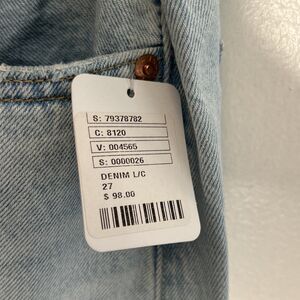 S: 79378782
C: 8120
V: 004565
S: 0000026
DENIM L/C
27
$ 98.00